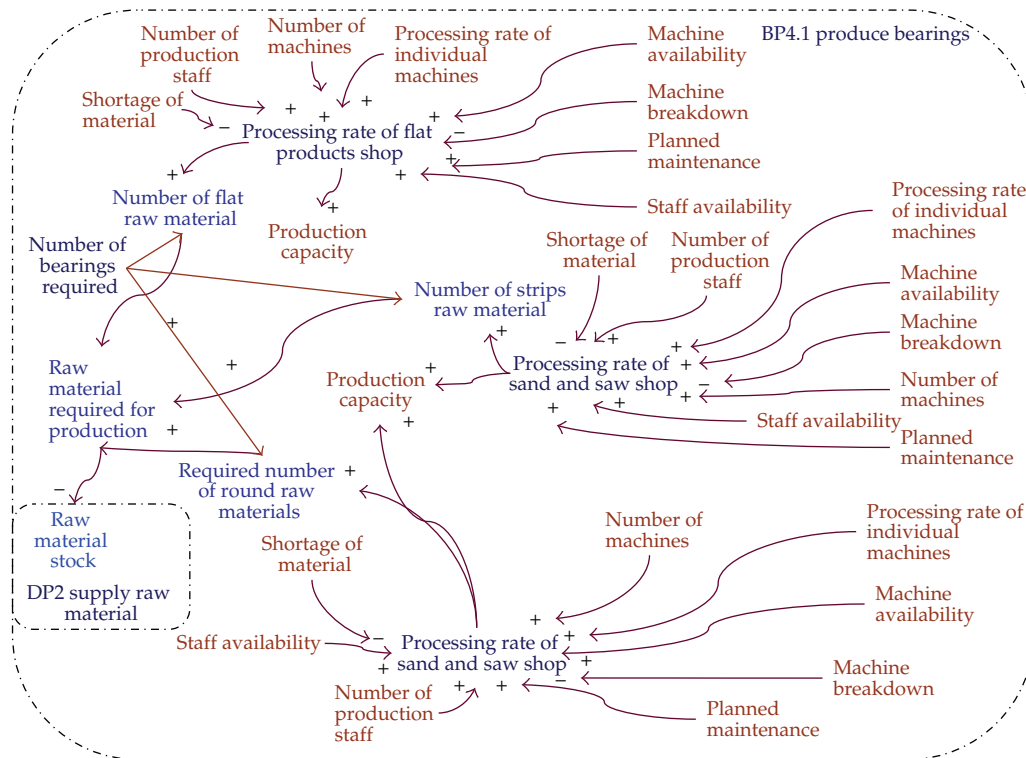 BP4.1 produce bearings
Number of
production
staff
Number of
machines
Processing rate of
individual
machines
Machine
availability
Shortage of
material
Machine
breakdown
Planned
maintenance
Staff availability
+
+
+
+
−
−
+
+
Processing rate of flat
products shop
+
Number of flat
raw material
+
Production
capacity
Number of
bearings
required
Shortage of
material
Number of
production
staff
Processing rate
of individual
machines
Machine
availability
Machine
breakdown
Number of
machines
Staff availability
Planned
maintenance
Number of strips
raw material
+
− − +
+
+
−
+
+
+
Processing rate of
sand and saw shop
+
+
Production
capacity
+
+
Raw
material
required for
production
+
−
Required number
of round raw
materials
+
Raw
material
stock
DP2 supply raw
material
Shortage of
material
Number of
machines
Processing rate of
individual
machines
Machine
availability
Staff availability
−
+
+
+
+
−
+
+
Processing rate of
sand and saw shop
Number of
production
staff
Machine
breakdown
Planned
maintenance